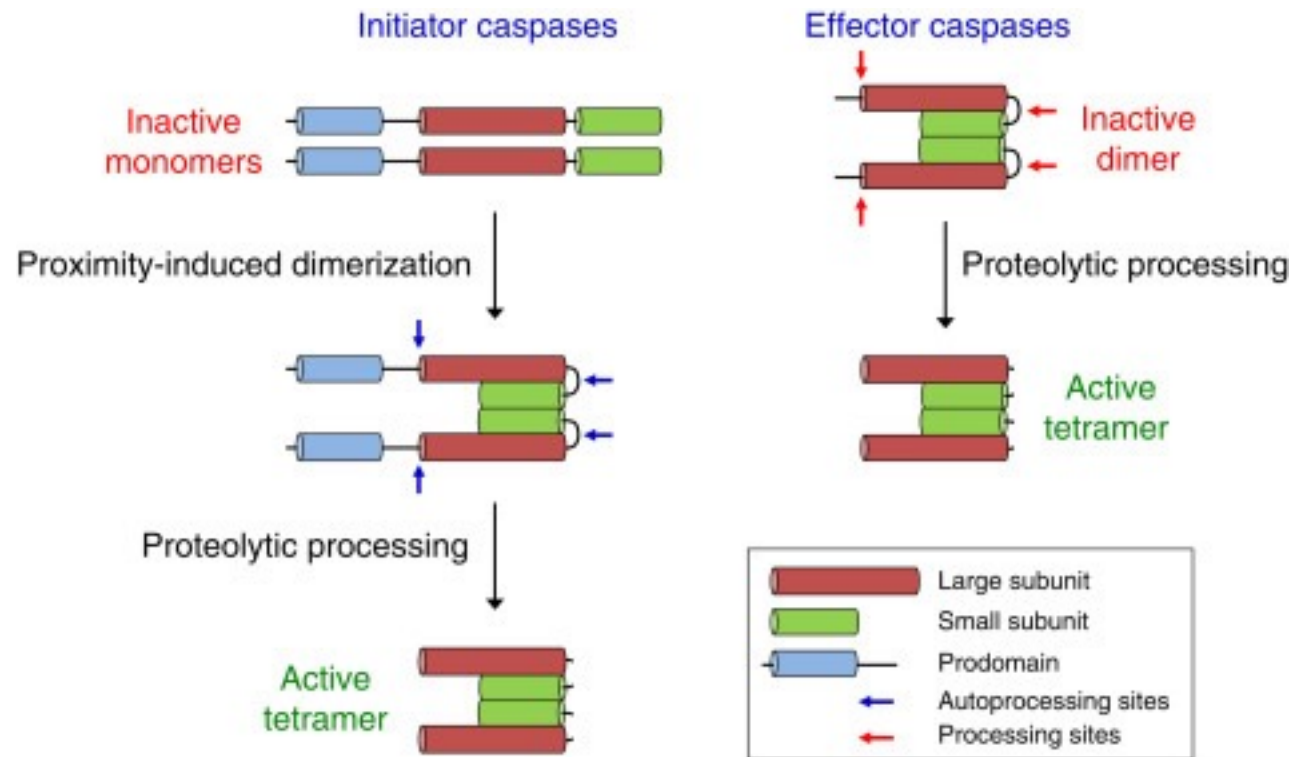 Initiator caspases
Effector caspases
Inactive
monomers
Inactive
dimer
Proximity-induced dimerization
Proteolytic processing
Proteolytic processing
Active
tetramer
Active
tetramer
Large subunit
Small subunit
Prodomain
Autoprocessing sites
Processing sites